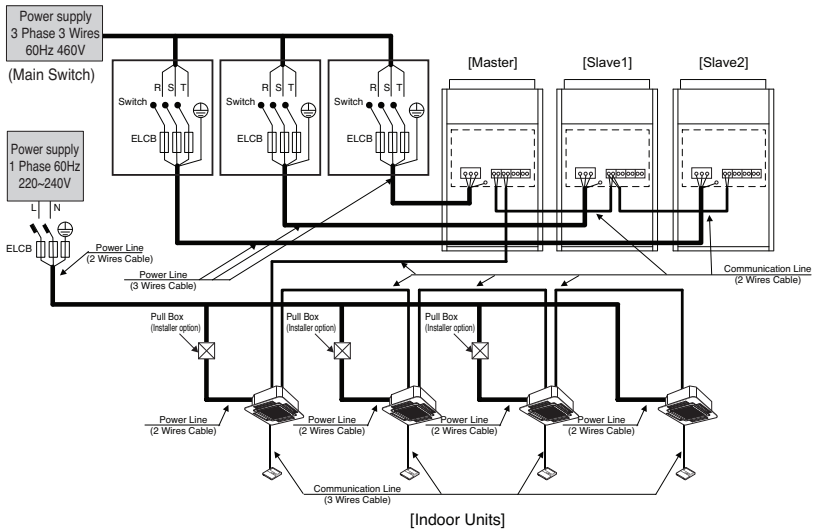 Power supply
3 Phase 3 Wires
60Hz 460V
(Main Switch)
R S T
Switch
ELCB
R S T
Switch
ELCB
R S T
Switch
ELCB
[Master]
[Slave1]
[Slave2]
Power supply
1 Phase 60Hz
220~240V
L N
ELCB
Power Line
(2 Wires Cable)
Power Line
(3 Wires Cable)
Communication Line
(2 Wires Cable)
Pull Box
(Installer option)
Pull Box
(Installer option)
Pull Box
(Installer option)
Power Line
(2 Wires Cable)
Power Line
(2 Wires Cable)
Power Line
(2 Wires Cable)
Power Line
(2 Wires Cable)
Communication Line
(3 Wires Cable)
[Indoor Units]